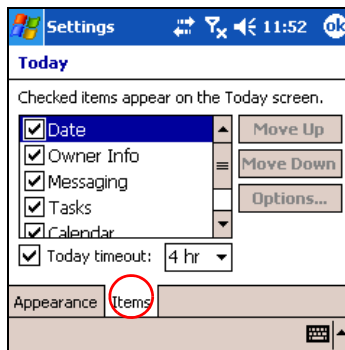 Settings 11:52 ok
Today
Checked items appear on the Today screen.
Date
Owner Info
Messaging
Tasks
Calendar
Move Up
Move Down
Options...
Today timeout: 4 hr
Appearance Items